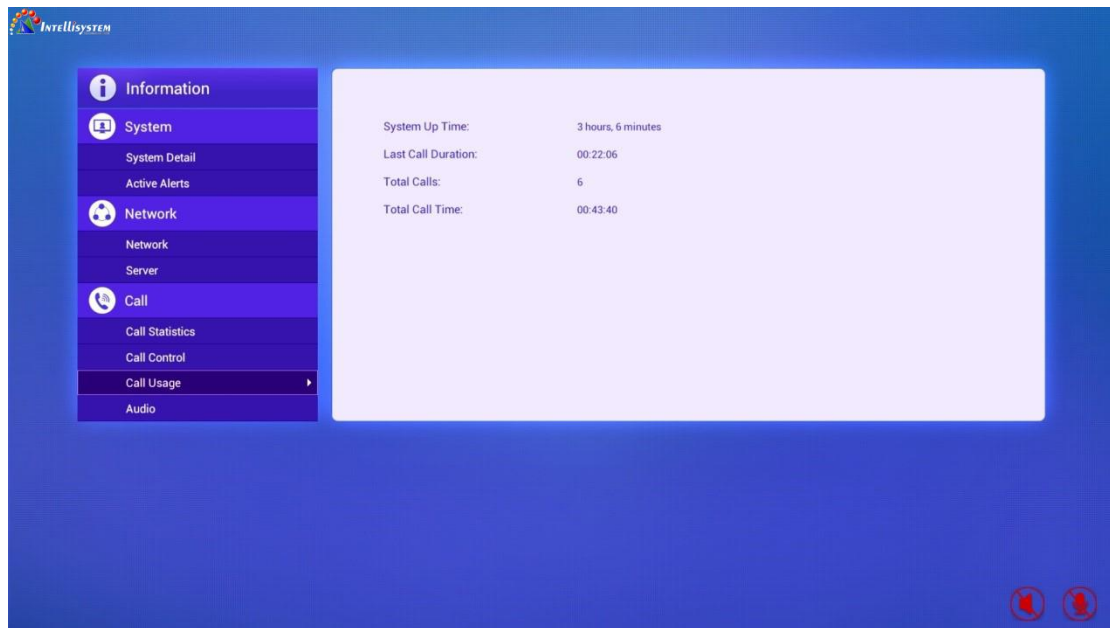 INTELLISYSTEM
Information
System
System Detail
Active Alerts
Network
Network
Server
Call
Call Statistics
Call Control
Call Usage
Audio
System Up Time: 3 hours, 6 minutes
Last Call Duration: 00:22:06
Total Calls: 6
Total Call Time: 00:43:40